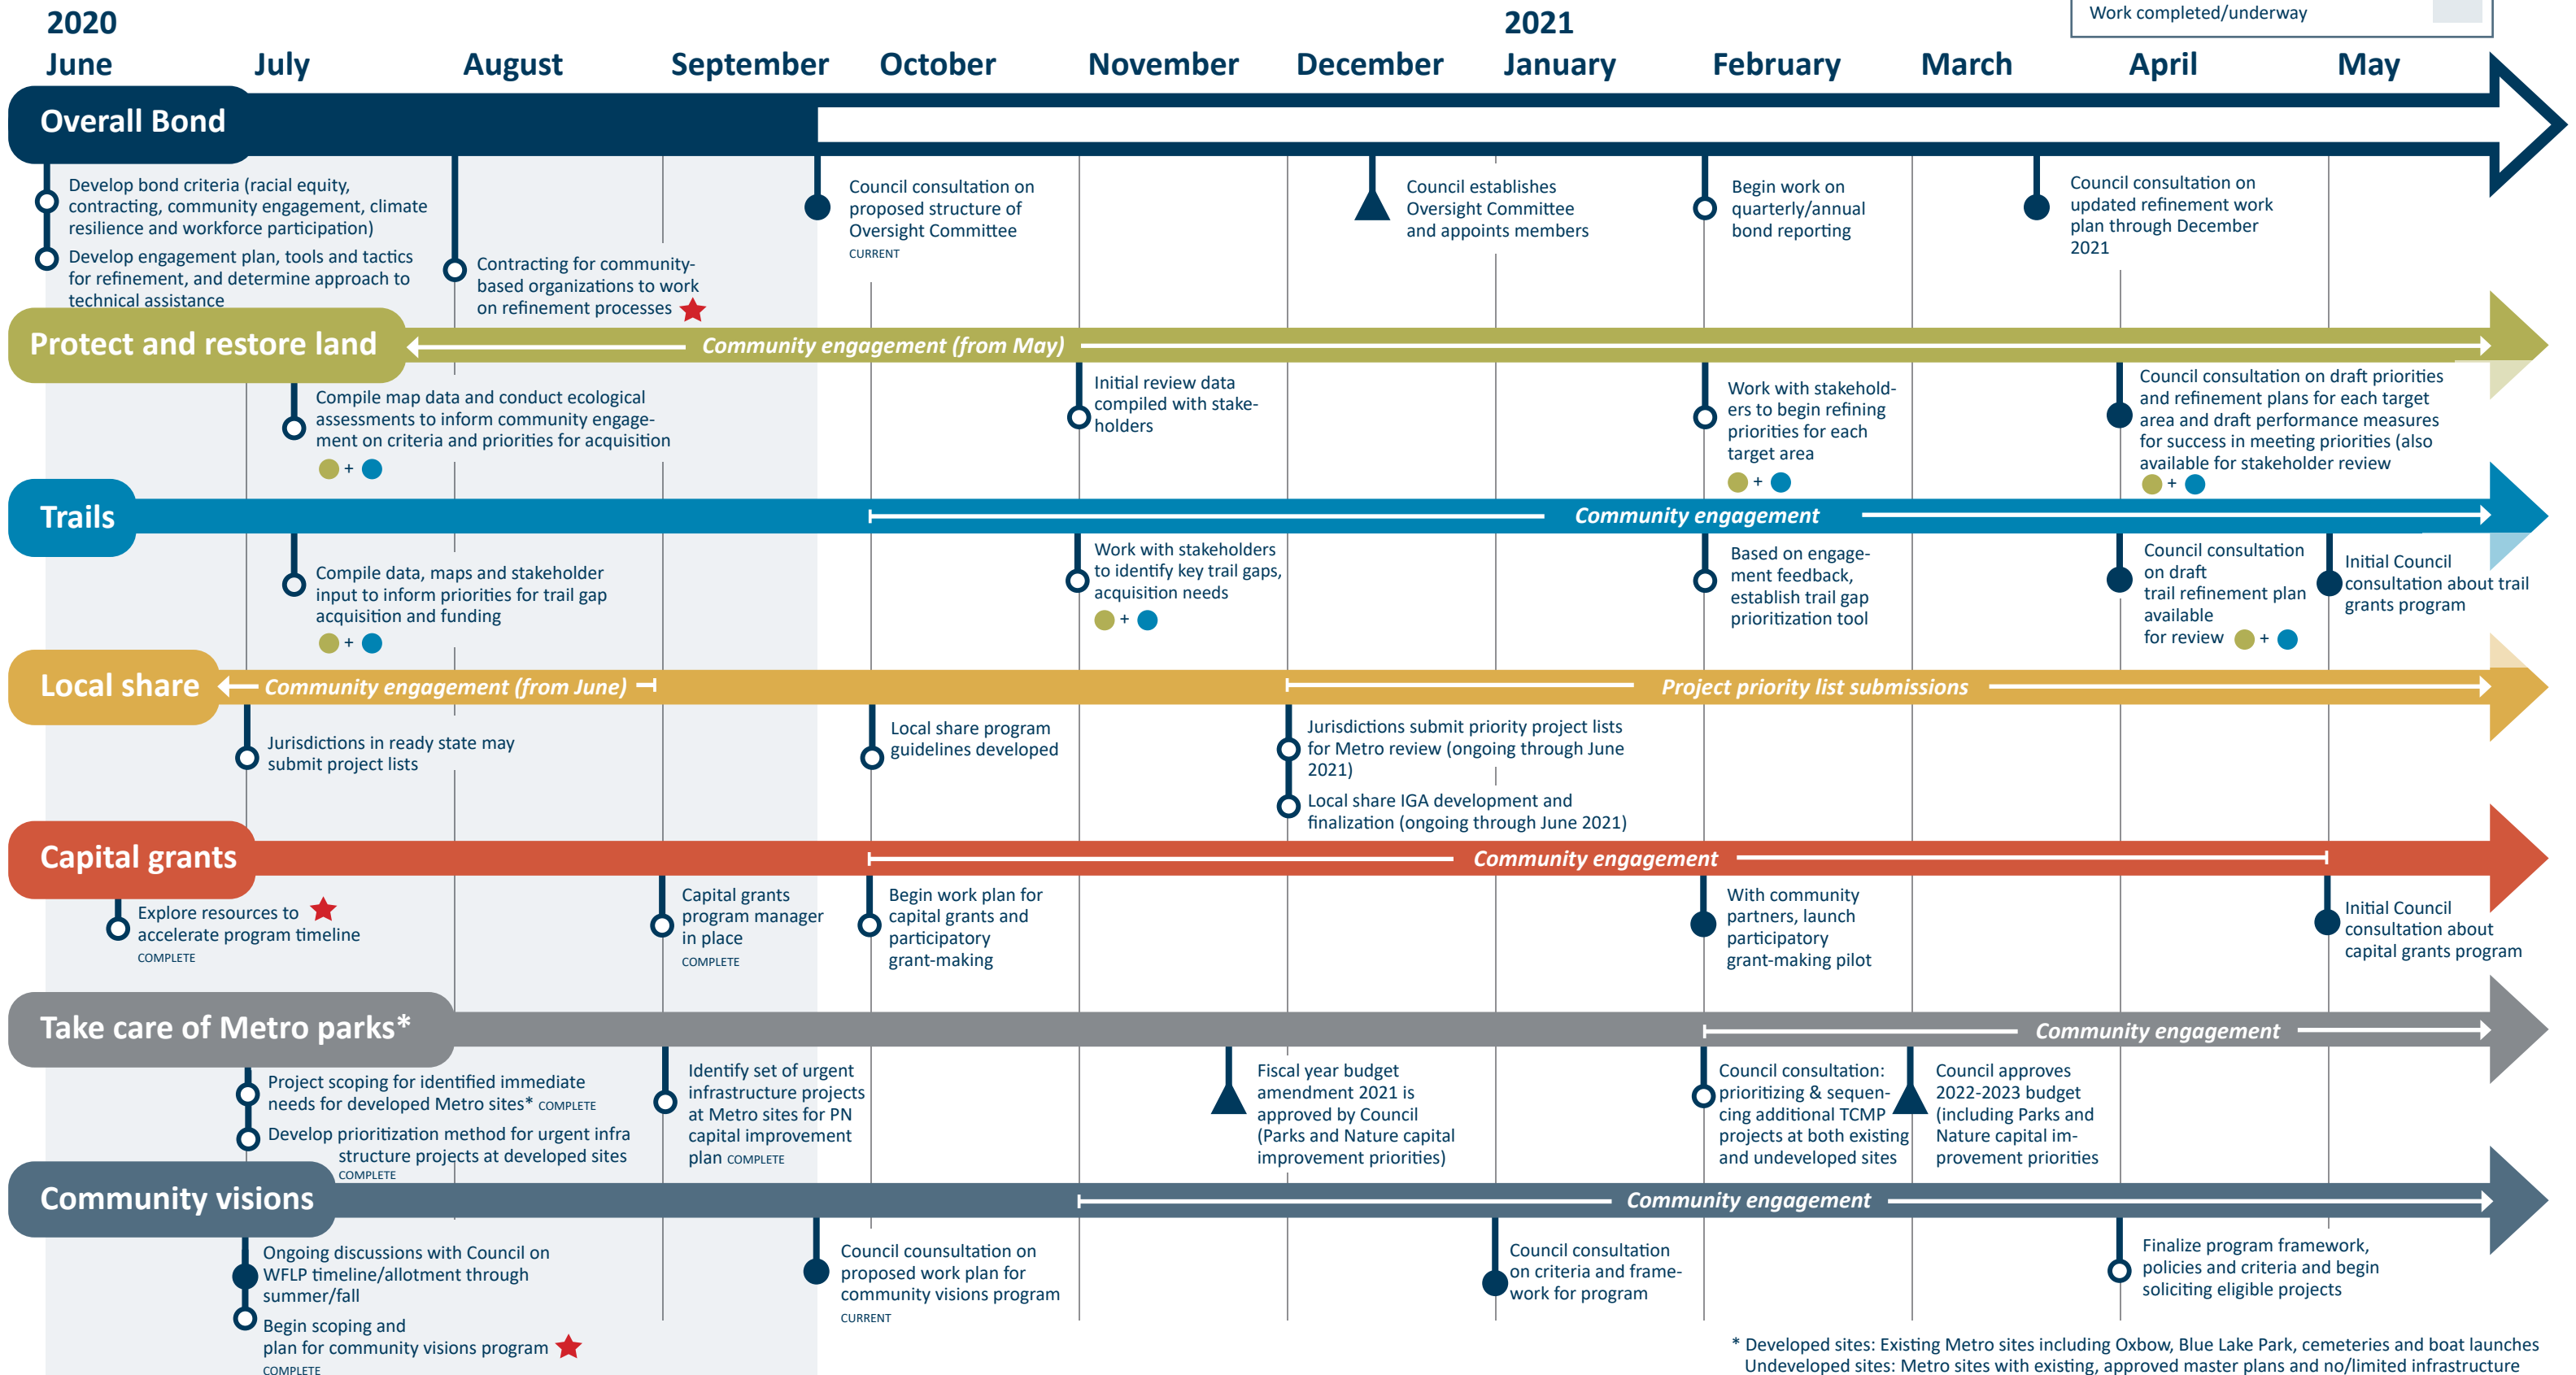 Work completed/underway
2020
2021
June
July
August
September
October
November
December
January
February
March
April
May
Overall Bond
Develop bond criteria (racial equity,
contracting, community engagement, climate
resilience and workforce participation)
Develop engagement plan, tools and tactics
for refinement, and determine approach to
technical assistance
Contracting for community-
based organizations to work
on refinement processes
Council consultation on
proposed structure of
Oversight Committee
CURRENT
Council establishes
Oversight Committee
and appoints members
Begin work on
quarterly/annual
bond reporting
Council consultation on
updated refinement work
plan through December
2021
Protect and restore land
Community engagement (from May)
Compile map data and conduct ecological
assessments to inform community engage-
ment on criteria and priorities for acquisition
+
Initial review data
compiled with stake-
holders
Work with stakehold-
ers to begin refining
priorities for each
target area
+
Council consultation on draft priorities
and refinement plans for each target
area and draft performance measures
for success in meeting priorities (also
available for stakeholder review
+
Trails
Community engagement
Compile data, maps and stakeholder
input to inform priorities for trail gap
acquisition and funding
+
Work with stakeholders
to identify key trail gaps,
acquisition needs
+
Based on engage-
ment feedback,
establish trail gap
prioritization tool
Council consultation
on draft
trail refinement plan
available
for review +
Initial Council
consultation about trail
grants program
Local share
Community engagement (from June)
Project priority list submissions
Jurisdictions in ready state may
submit project lists
Local share program
guidelines developed
Jurisdictions submit priority project lists
for Metro review (ongoing through June
2021)
Local share IGA development and
finalization (ongoing through June 2021)
Capital grants
Community engagement
Explore resources to
accelerate program timeline
COMPLETE
Capital grants
program manager
in place
COMPLETE
Begin work plan for
capital grants and
participatory
grant-making
With community
partners, launch
participatory
grant-making pilot
Initial Council
consultation about
capital grants program
Take care of Metro parks*
Community engagement
Project scoping for identified immediate
needs for developed Metro sites* COMPLETE
Develop prioritization method for urgent infra
structure projects at developed sites
COMPLETE
Identify set of urgent
infrastructure projects
at Metro sites for PN
capital improvement
plan COMPLETE
Fiscal year budget
amendment 2021 is
approved by Council
(Parks and Nature capital
improvement priorities)
Council consultation:
prioritizing & sequen-
cing additional TCMP
projects at both existing
and undeveloped sites
Council approves
2022-2023 budget
(including Parks and
Nature capital im-
provement priorities
Community visions
Community engagement
Ongoing discussions with Council on
WFLP timeline/allotment through
summer/fall
Begin scoping and
plan for community visions program
COMPLETE
Council counsultation on
proposed work plan for
community visions program
CURRENT
Council consultation
on criteria and frame-
work for program
Finalize program framework,
policies and criteria and begin
soliciting eligible projects
* Developed sites: Existing Metro sites including Oxbow, Blue Lake Park, cemeteries and boat launches
Undeveloped sites: Metro sites with existing, approved master plans and no/limited infrastructure